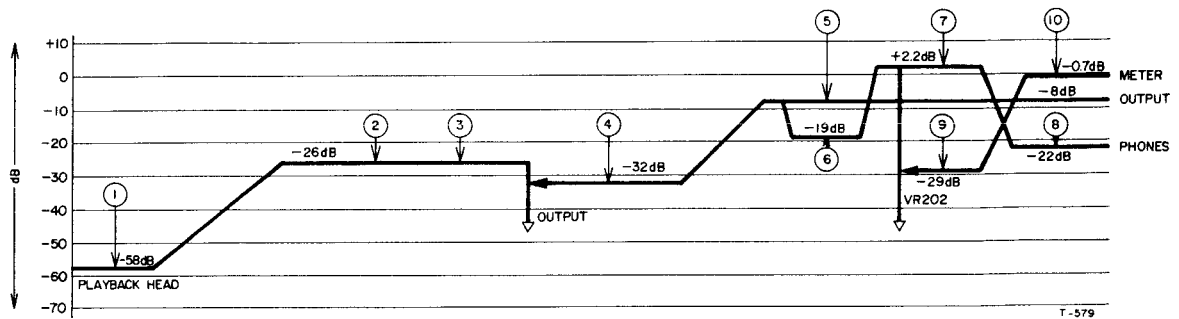 5
7
10
+10
+2.2dB
-0.7dB
METER
0
-8dB
OUTPUT
-10
2
3
4
9
-19dB
8
PHONES
-20
-26dB
6
-22dB
1
-32dB
-29dB
-30
dB
OUTPUT
VR202
-40
-50
-58dB
-60
PLAYBACK HEAD
-70
T-579